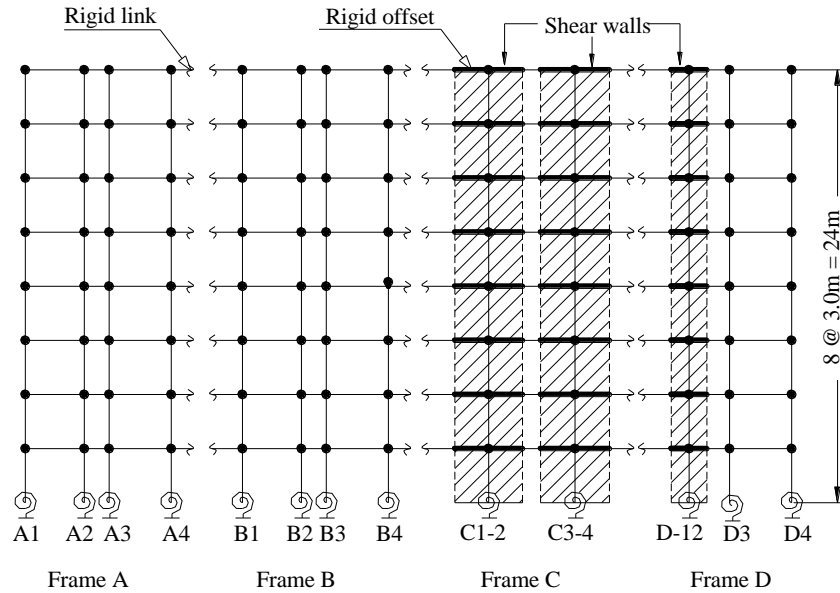 Rigid link
Rigid offset
Shear walls
8 @ 3.0m = 24m
A1 A2 A3 A4 B1 B2 B3 B4 C1-2 C3-4 D-12 D3 D4
Frame A Frame B Frame C Frame D